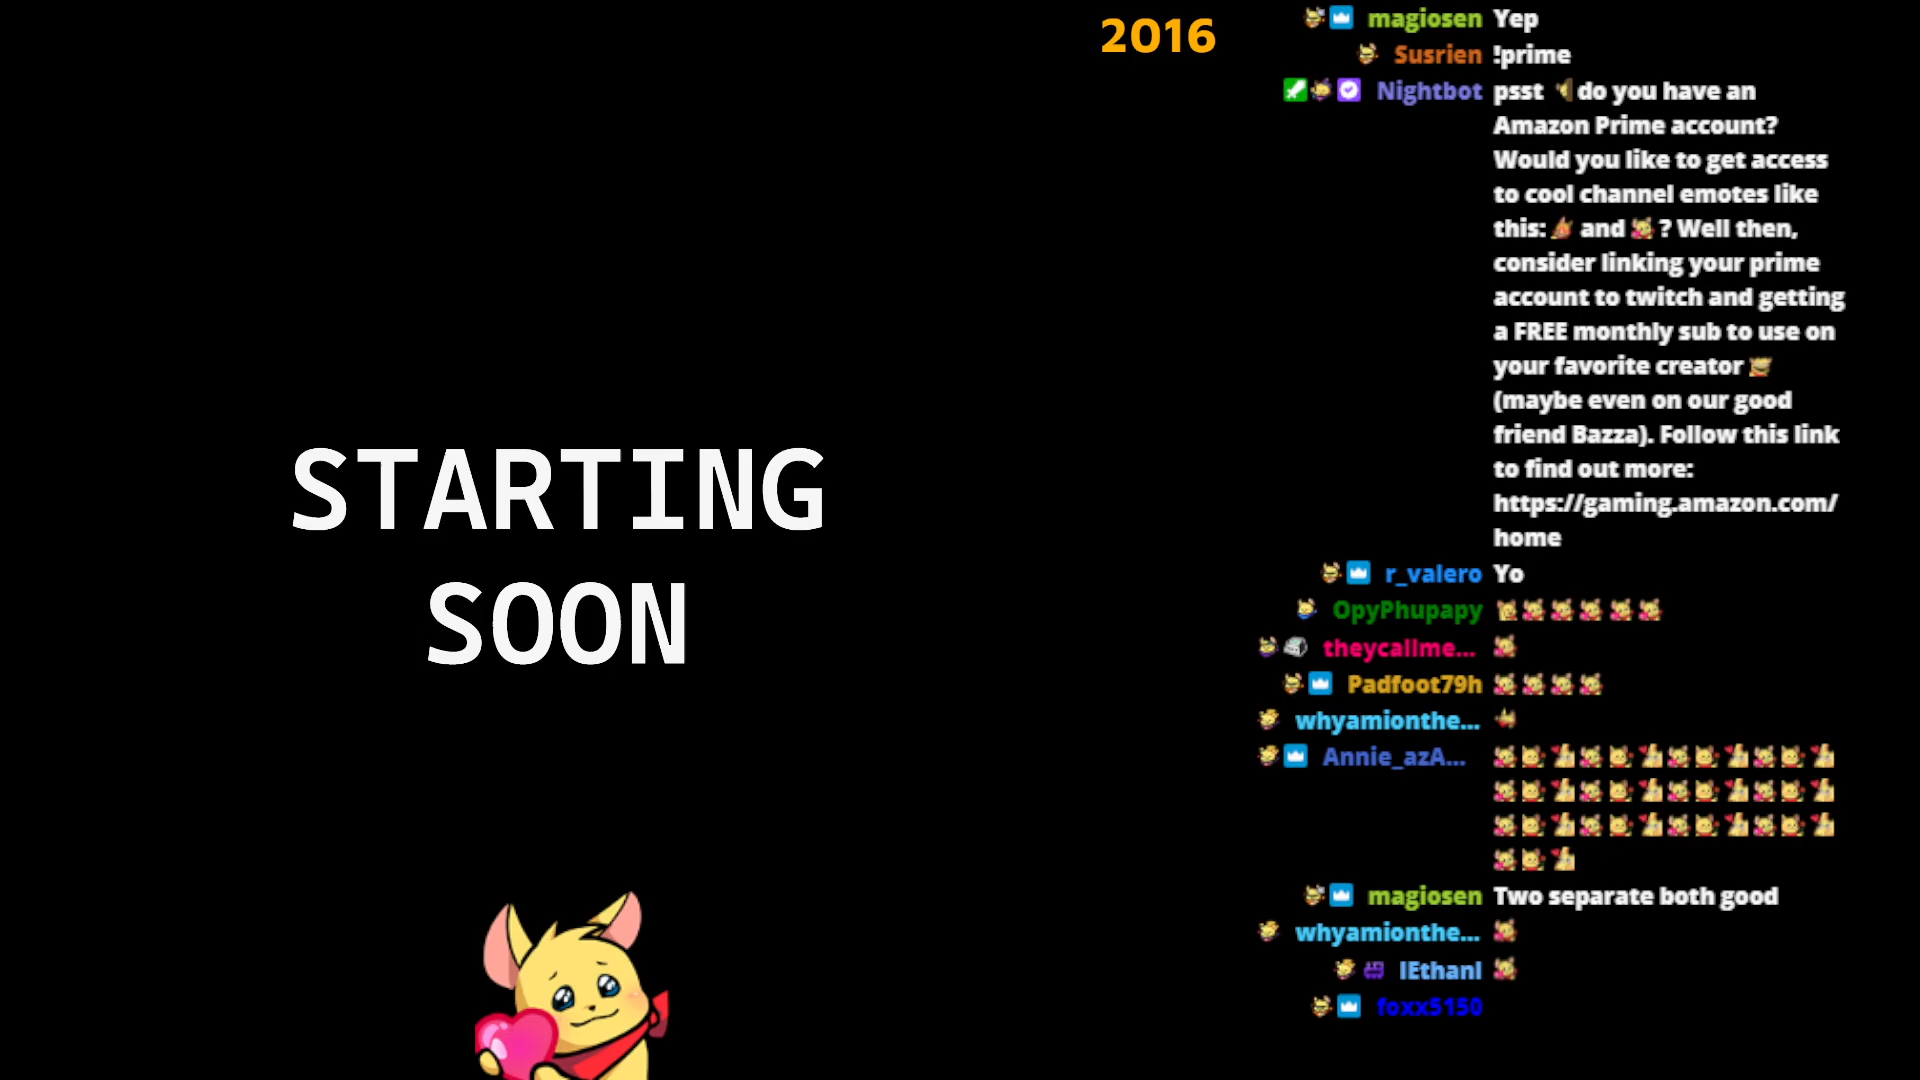 2016
STARTING
SOON
magiosen Yep
Susrien !prime
Nightbot psst do you have an
Amazon Prime account?
Would you like to get access
to cool channel emotes like
this: and ? Well then,
consider linking your prime
account to twitch and getting
a FREE monthly sub to use on
your favorite creator
(maybe even on our good
friend Bazza). Follow this link
to find out more:
https://gaming.amazon.com/
home
r_valero Yo
OpyPhupapy
theycallme...
Padfoot79h
whyamionthe...
Annie_azA...
magiosen Two separate both good
whyamionthe...
lEthanl
foxx5150